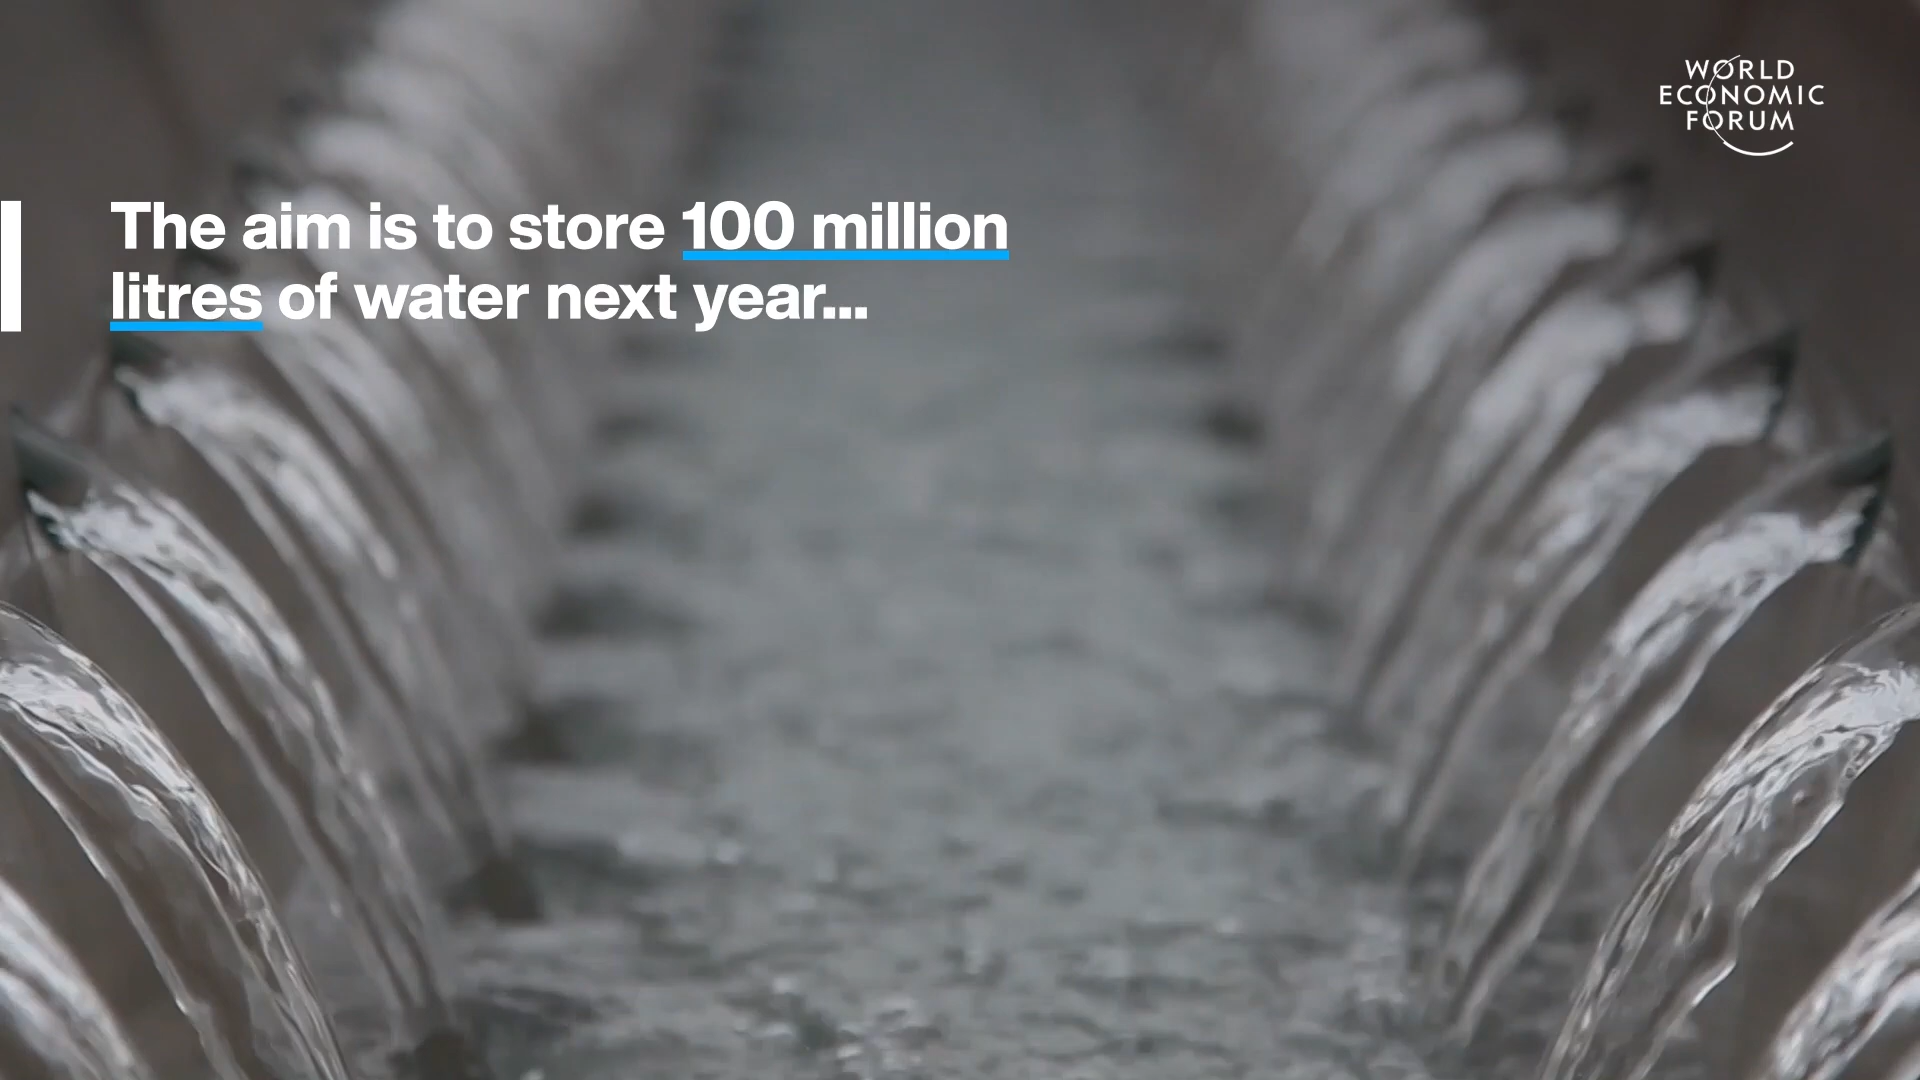 WORLD
ECONOMIC
FORUM
The aim is to store 100 million
litres of water next year...